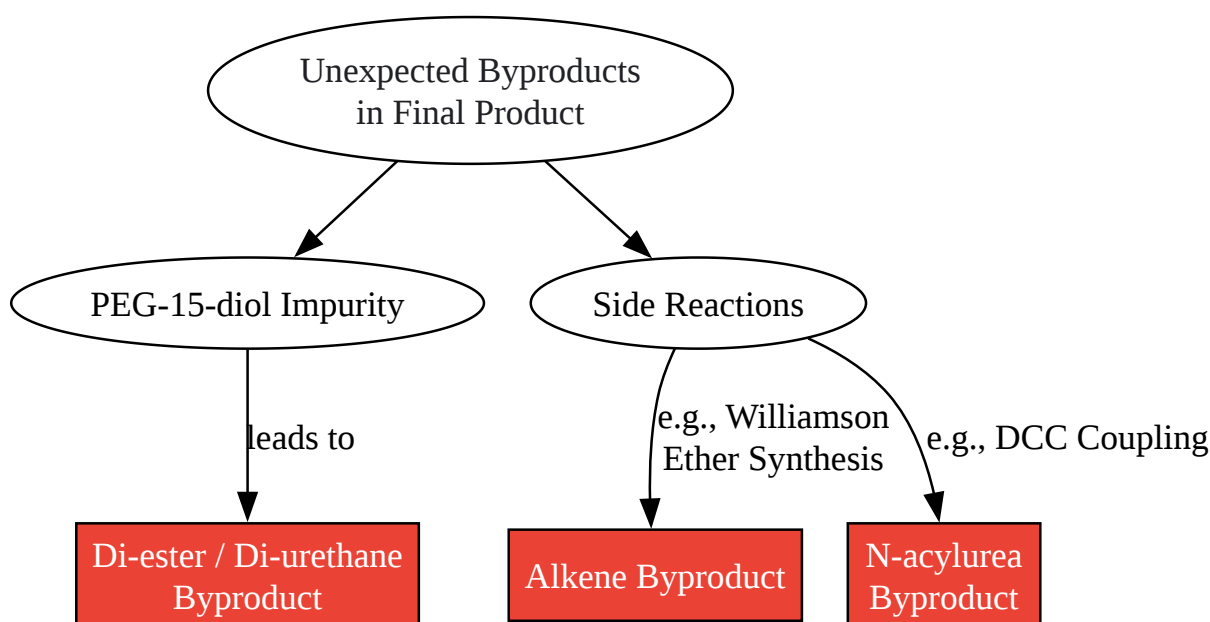 Unexpected Byproducts
in Final Product
PEG-15-diol Impurity
Side Reactions
leads to
e.g., Williamson
Ether Synthesis
e.g., DCC Coupling
Di-ester / Di-urethane
Byproduct
Alkene Byproduct
N-acylurea
Byproduct